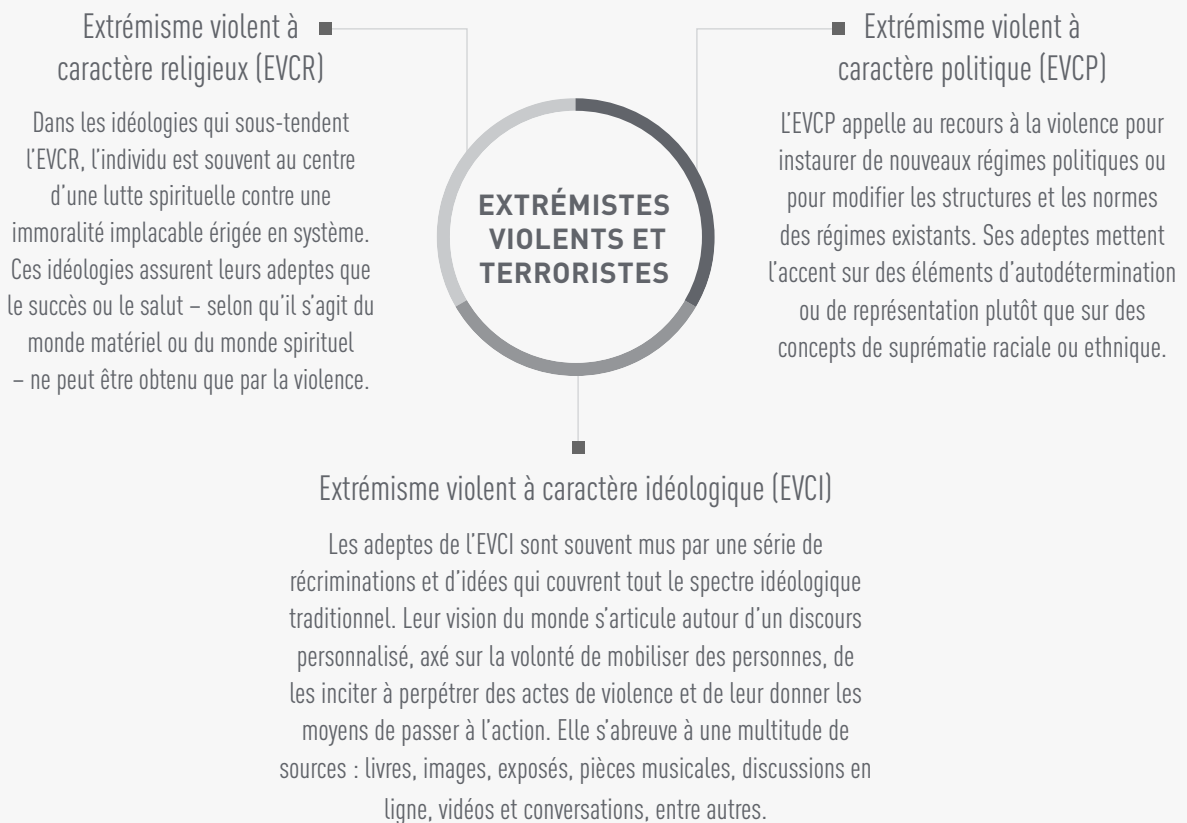 Extrémisme violent à
caractère religieux (EVCR)
Dans les idéologies qui sous-tendent
l’EVCR, l’individu est souvent au centre
d’une lutte spirituelle contre une
immoralité implacable érigée en système.
Ces idéologies assurent leurs adeptes que
le succès ou le salut – selon qu’il s’agit du
monde matériel ou du monde spirituel
– ne peut être obtenu que par la violence.
EXTRÉMISTES
VIOLENTS ET
TERRORISTES
Extrémisme violent à
caractère politique (EVCP)
L’EVCP appelle au recours à la violence pour
instaurer de nouveaux régimes politiques ou
pour modifier les structures et les normes
des régimes existants. Ses adeptes mettent
l’accent sur des éléments d’autodétermination
ou de représentation plutôt que sur des
concepts de suprématie raciale ou ethnique.
Extrémisme violent à caractère idéologique (EVCI)
Les adeptes de l’EVCI sont souvent mus par une série de
récriminations et d’idées qui couvrent tout le spectre idéologique
traditionnel. Leur vision du monde s’articule autour d’un discours
personnalisé, axé sur la volonté de mobiliser des personnes, de
les inciter à perpétrer des actes de violence et de leur donner les
moyens de passer à l’action. Elle s’abreuve à une multitude de
sources : livres, images, exposés, pièces musicales, discussions en
ligne, vidéos et conversations, entre autres.